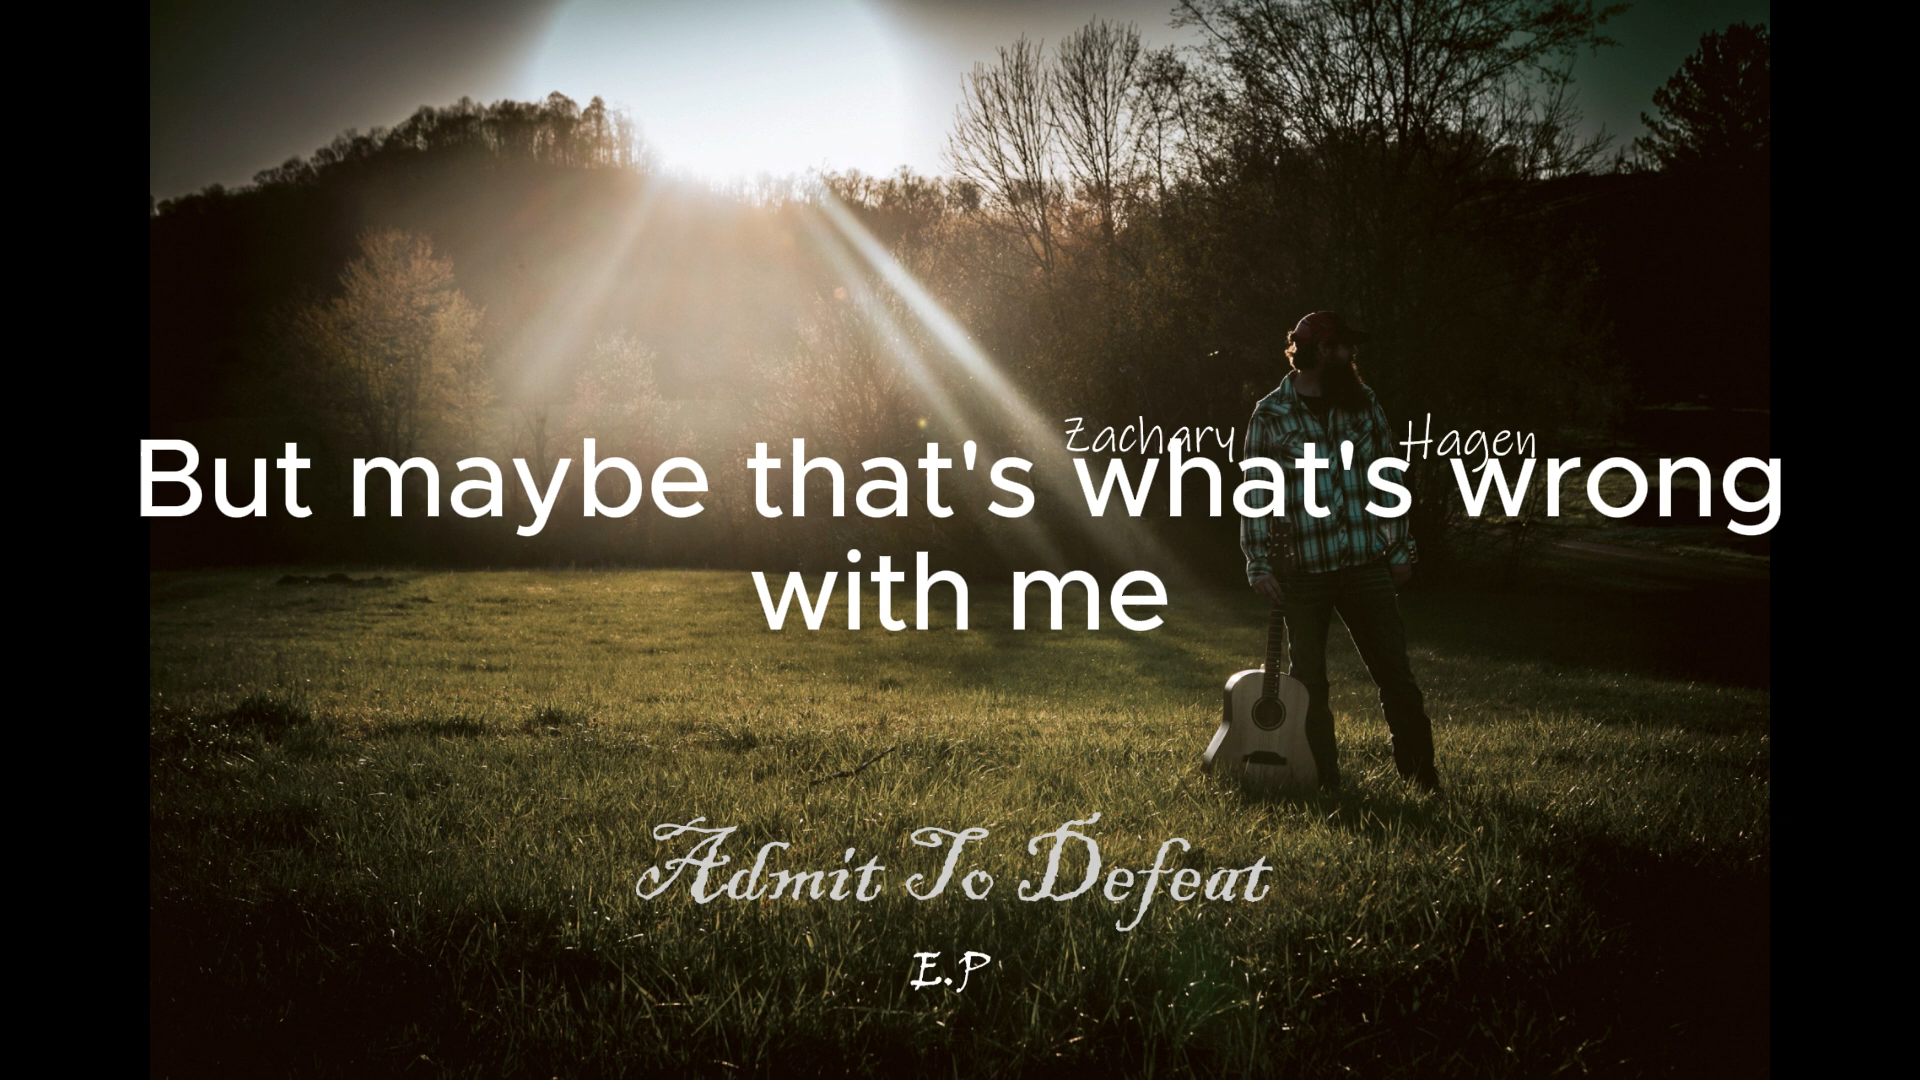 Zachary Hagen
But maybe that's what's wrong
with me
Admit To Defeat
E.P